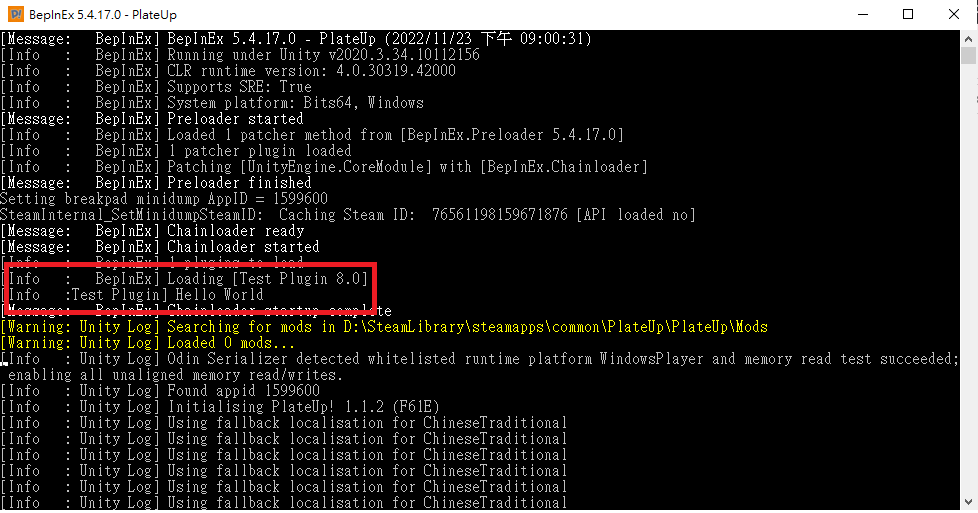 BepInEx 5.4.17.0 - PlateUp
[Message:   BepInEx] BepInEx 5.4.17.0 - PlateUp (2022/11/23 下午 09:00:31)
[Info   :   BepInEx] Running under Unity v2020.3.34.10112156
[Info   :   BepInEx] CLR runtime version: 4.0.30319.42000
[Info   :   BepInEx] Supports SRE: True
[Info   :   BepInEx] System platform: Bits64, Windows
[Message:   BepInEx] Preloader started
[Info   :   BepInEx] Loaded 1 patcher method from [BepInEx.Preloader 5.4.17.0]
[Info   :   BepInEx] 1 patcher plugin loaded
[Info   :   BepInEx] Patching [UnityEngine.CoreModule] with [BepInEx.Chainloader]
[Message:   BepInEx] Preloader finished
Setting breakpad minidump AppID = 1599600
SteamInternal_SetMinidumpSteamID:  Caching Steam ID:  76561198159671876 [API loaded no]
[Message:   BepInEx] Chainloader ready
[Message:   BepInEx] Chainloader started
[Info   :   BepInEx] 1 plugins to load
[Info   :   BepInEx] Loading [Test Plugin 8.0]
[Info   :Test Plugin] Hello World
[Message:   BepInEx] Chainloader startup complete
[Warning: Unity Log] Searching for mods in D:\SteamLibrary\steamapps\common\PlateUp\PlateUp\Mods
[Warning: Unity Log] Loaded 0 mods...
[Info   : Unity Log] Odin Serializer detected whitelisted runtime platform WindowsPlayer and memory read test succeeded;
enabling all unaligned memory read/writes.
[Info   : Unity Log] Found appid 1599600
[Info   : Unity Log] Initialising PlateUp! 1.1.2 (F61E)
[Info   : Unity Log] Using fallback localisation for ChineseTraditional
[Info   : Unity Log] Using fallback localisation for ChineseTraditional
[Info   : Unity Log] Using fallback localisation for ChineseTraditional
[Info   : Unity Log] Using fallback localisation for ChineseTraditional
[Info   : Unity Log] Using fallback localisation for ChineseTraditional
[Info   : Unity Log] Using fallback localisation for ChineseTraditional